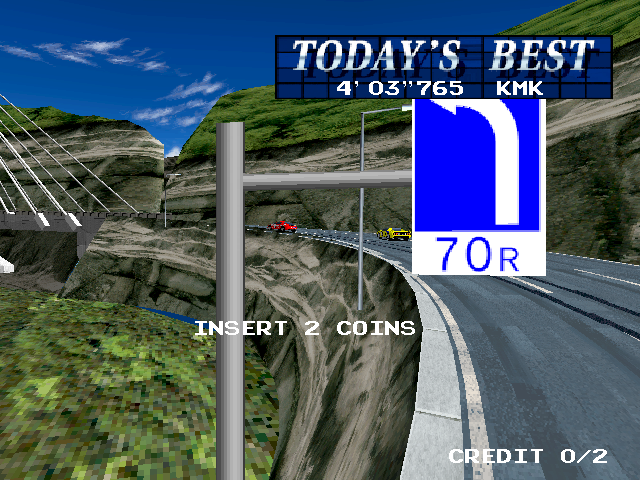 TODAY'S BEST
4'03"765 KMK
70R
INSERT 2 COINS
CREDIT 0/2